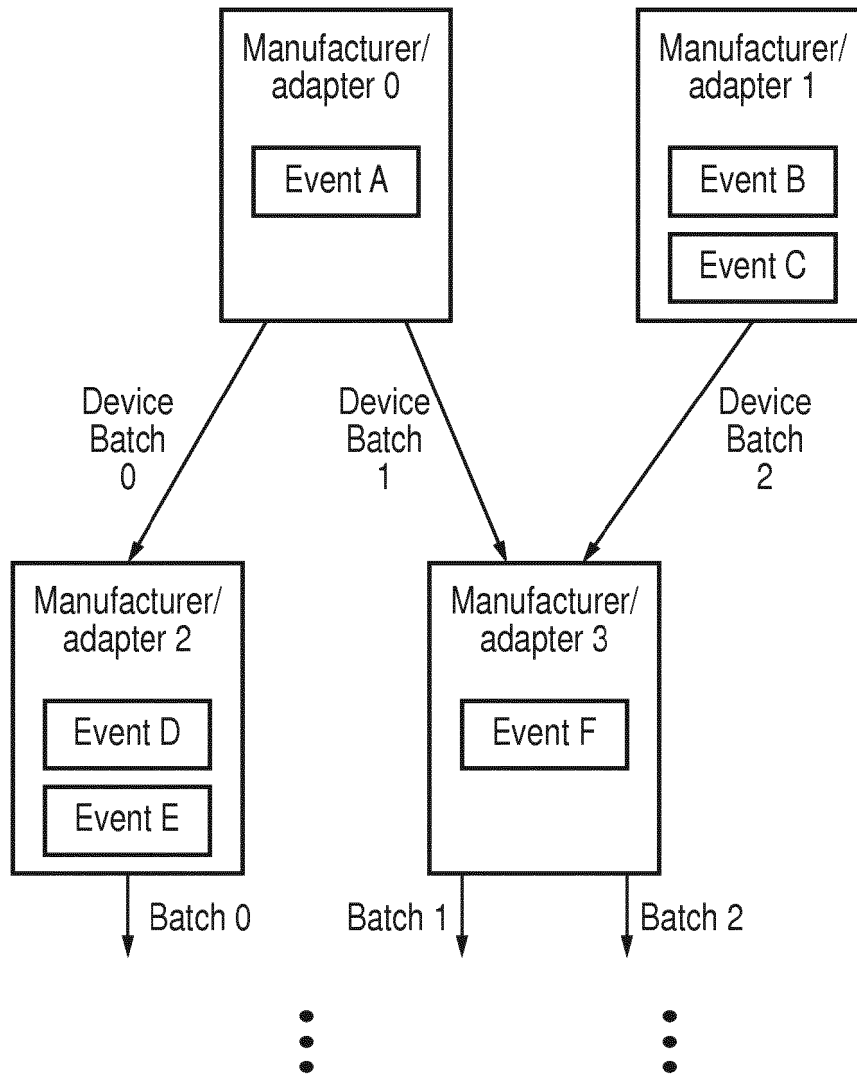 Manufacturer/
adapter 0
Event A
Manufacturer/
adapter 1
Event B
Event C
Device
Batch
0
Device
Batch
1
Device
Batch
2
Manufacturer/
adapter 2
Event D
Event E
Manufacturer/
adapter 3
Event F
Batch 0
Batch 1
Batch 2